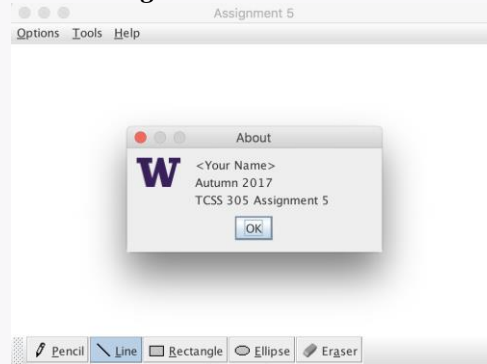 Assignment 5
Options Tools Help
About
W
<Your Name>
Autumn 2017
TCSS 305 Assignment 5
OK
Pencil Line Rectangle Ellipse Eraser